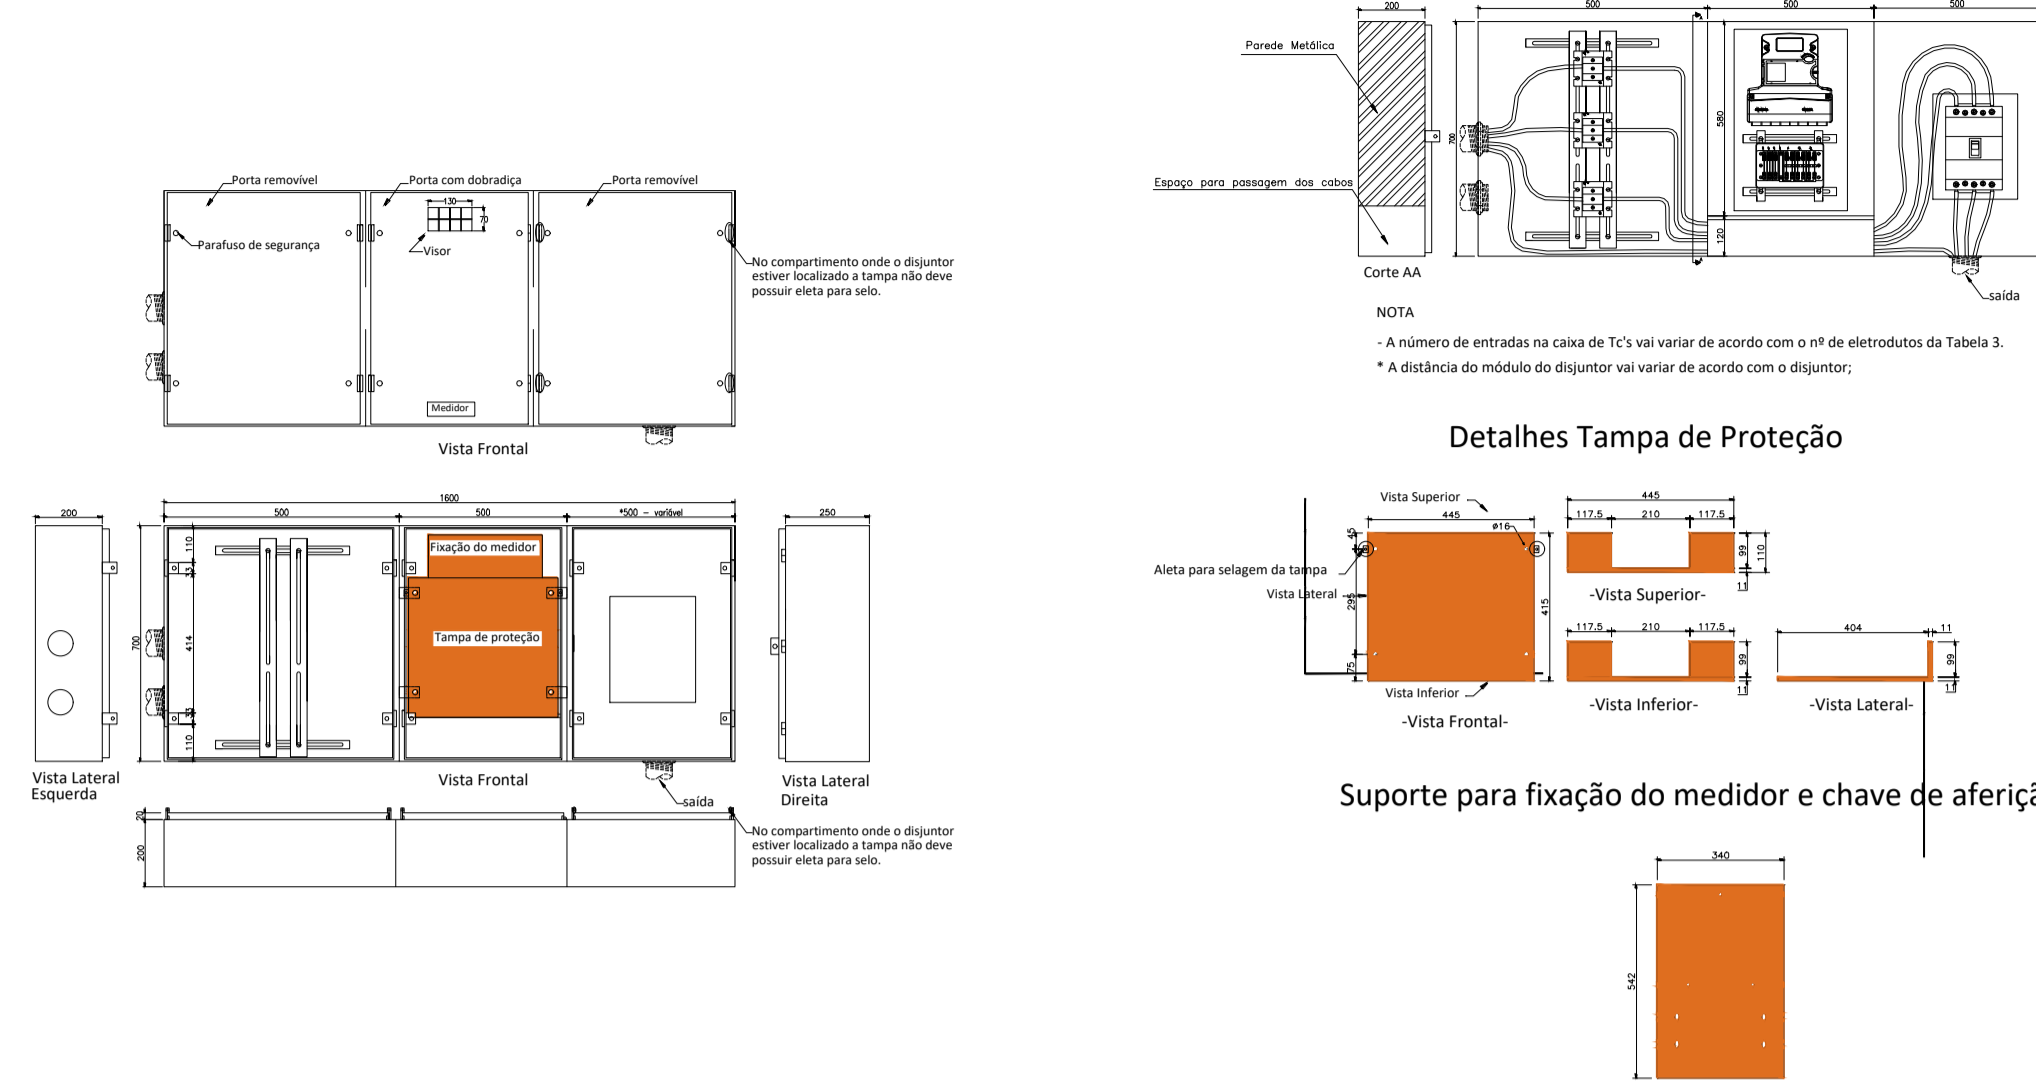 Porta removível
Porta com dobradiça
Porta removível
130
70
Parafuso de segurança
Visor
No compartimento onde o disjuntor
estiver localizado a tampa não deve
possuir eleta para selo.
Medidor
Vista Frontal
1600
200
500
500
*500 - variável
250
110
33
414
33
110
700
Fixação do medidor
Tampa de proteção
Vista Lateral
Esquerda
Vista Frontal
saída
Vista Lateral
Direita
20
200
No compartimento onde o disjuntor
estiver localizado a tampa não deve
possuir eleta para selo.
200
500
500
500
Parede Metálica
700
580
120
Espaço para passagem dos cabos
Corte AA
saída
NOTA
- A número de entradas na caixa de Tc's vai variar de acordo com o nº de eletrodutos da Tabela 3.
* A distância do módulo do disjuntor vai variar de acordo com o disjuntor;
Detalhes Tampa de Proteção
Vista Superior
445
ø16
45
295
75
415
Aleta para selagem da tampa
Vista Lateral
Vista Inferior
-Vista Frontal-
445
117.5
210
117.5
99
110
11
-Vista Superior-
117.5
210
117.5
99
11
-Vista Inferior-
404
11
99
11
-Vista Lateral-
Suporte para fixação do medidor e chave de aferiçã
340
542